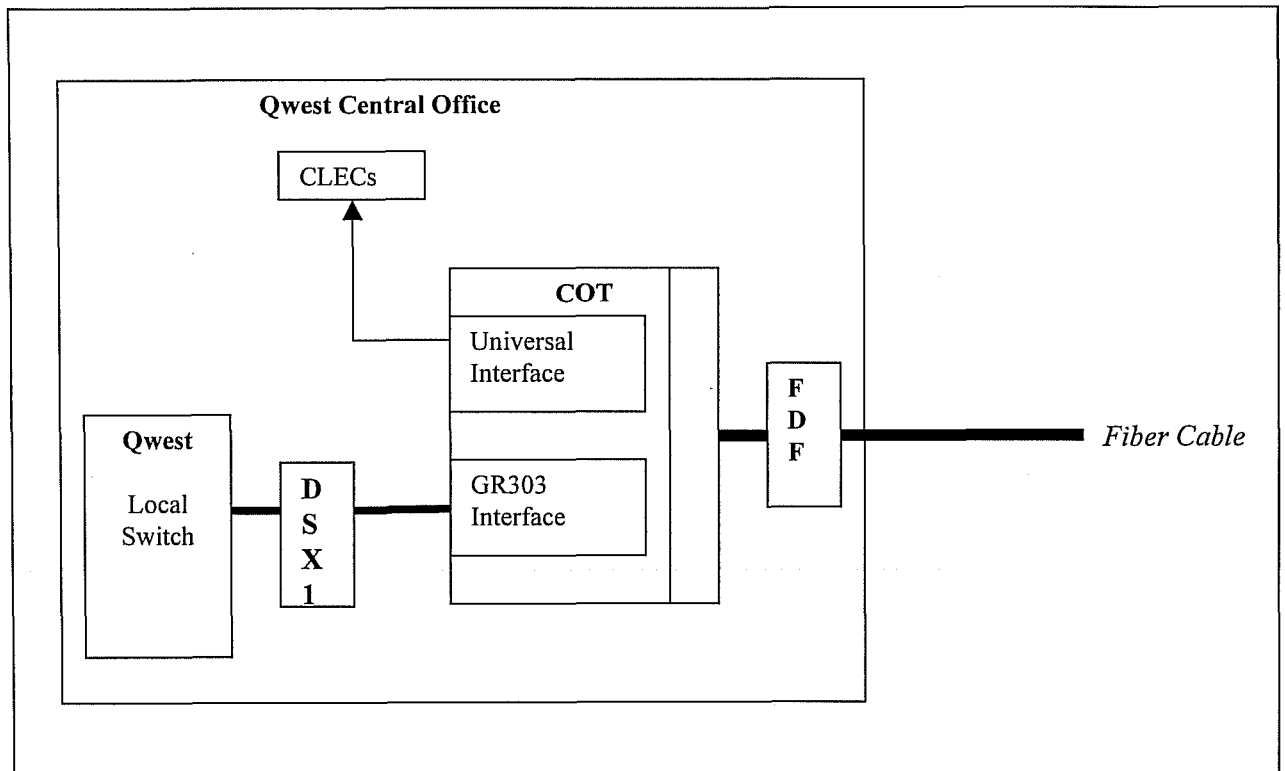 Qwest Central Office
CLECs
COT
Universal
Interface
F
D
F
Fiber Cable
Qwest
Local
Switch
D
S
X
1
GR303
Interface